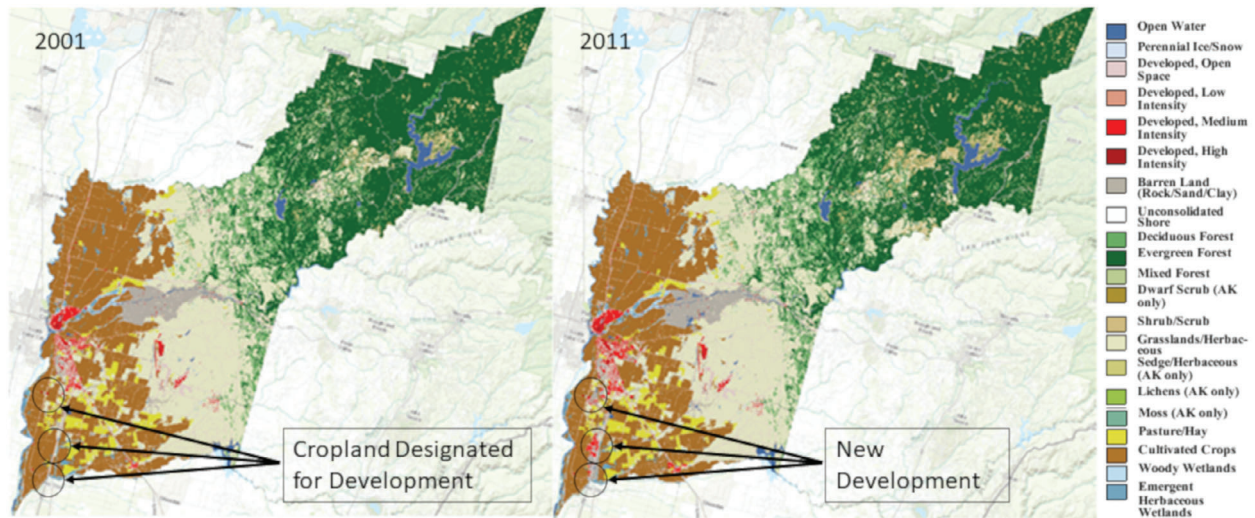 2001
2011
Cropland Designated
for Development
New
Development
Open Water
Perennial Ice/Snow
Developed, Open
Space
Developed, Low
Intensity
Developed, Medium
Intensity
Developed, High
Intensity
Barren Land
(Rock/Sand/Clay)
Unconsolidated
Shore
Deciduous Forest
Evergreen Forest
Mixed Forest
Dwarf Scrub (AK
only)
Shrub/Scrub
Grasslands/Herbac-
eous
Sedge/Herbaceous
(AK only)
Lichens (AK only)
Moss (AK only)
Pasture/Hay
Cultivated Crops
Woody Wetlands
Emergent
Herbaceous
Wetlands